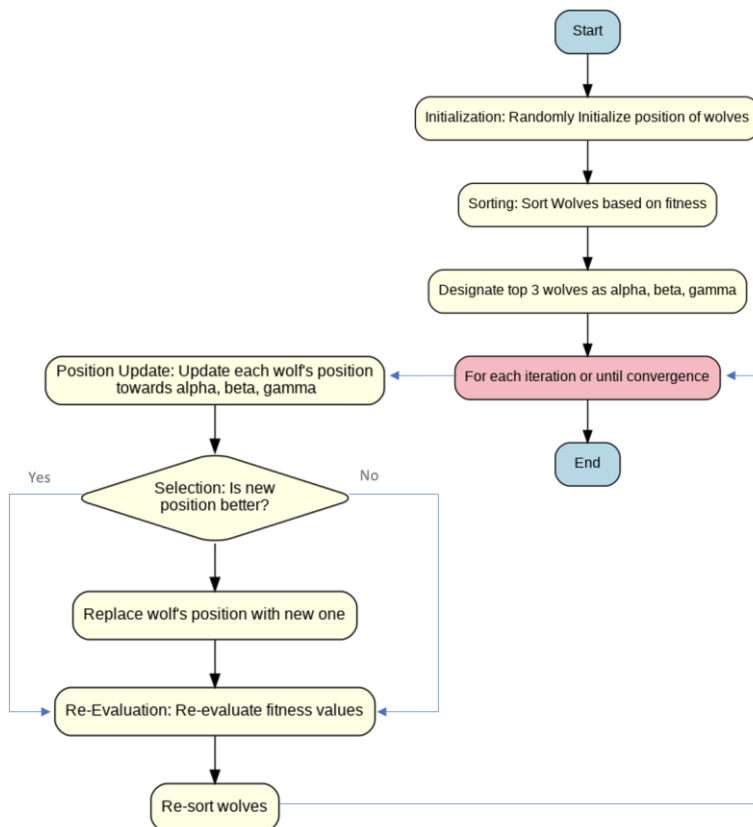 Start
Initialization: Randomly Initialize position of wolves
Sorting: Sort Wolves based on fitness
Designate top 3 wolves as alpha, beta, gamma
For each iteration or until convergence
End
Position Update: Update each wolf's position
towards alpha, beta, gamma
Yes
No
Selection: Is new
position better?
Replace wolf's position with new one
Re-Evaluation: Re-evaluate fitness values
Re-sort wolves